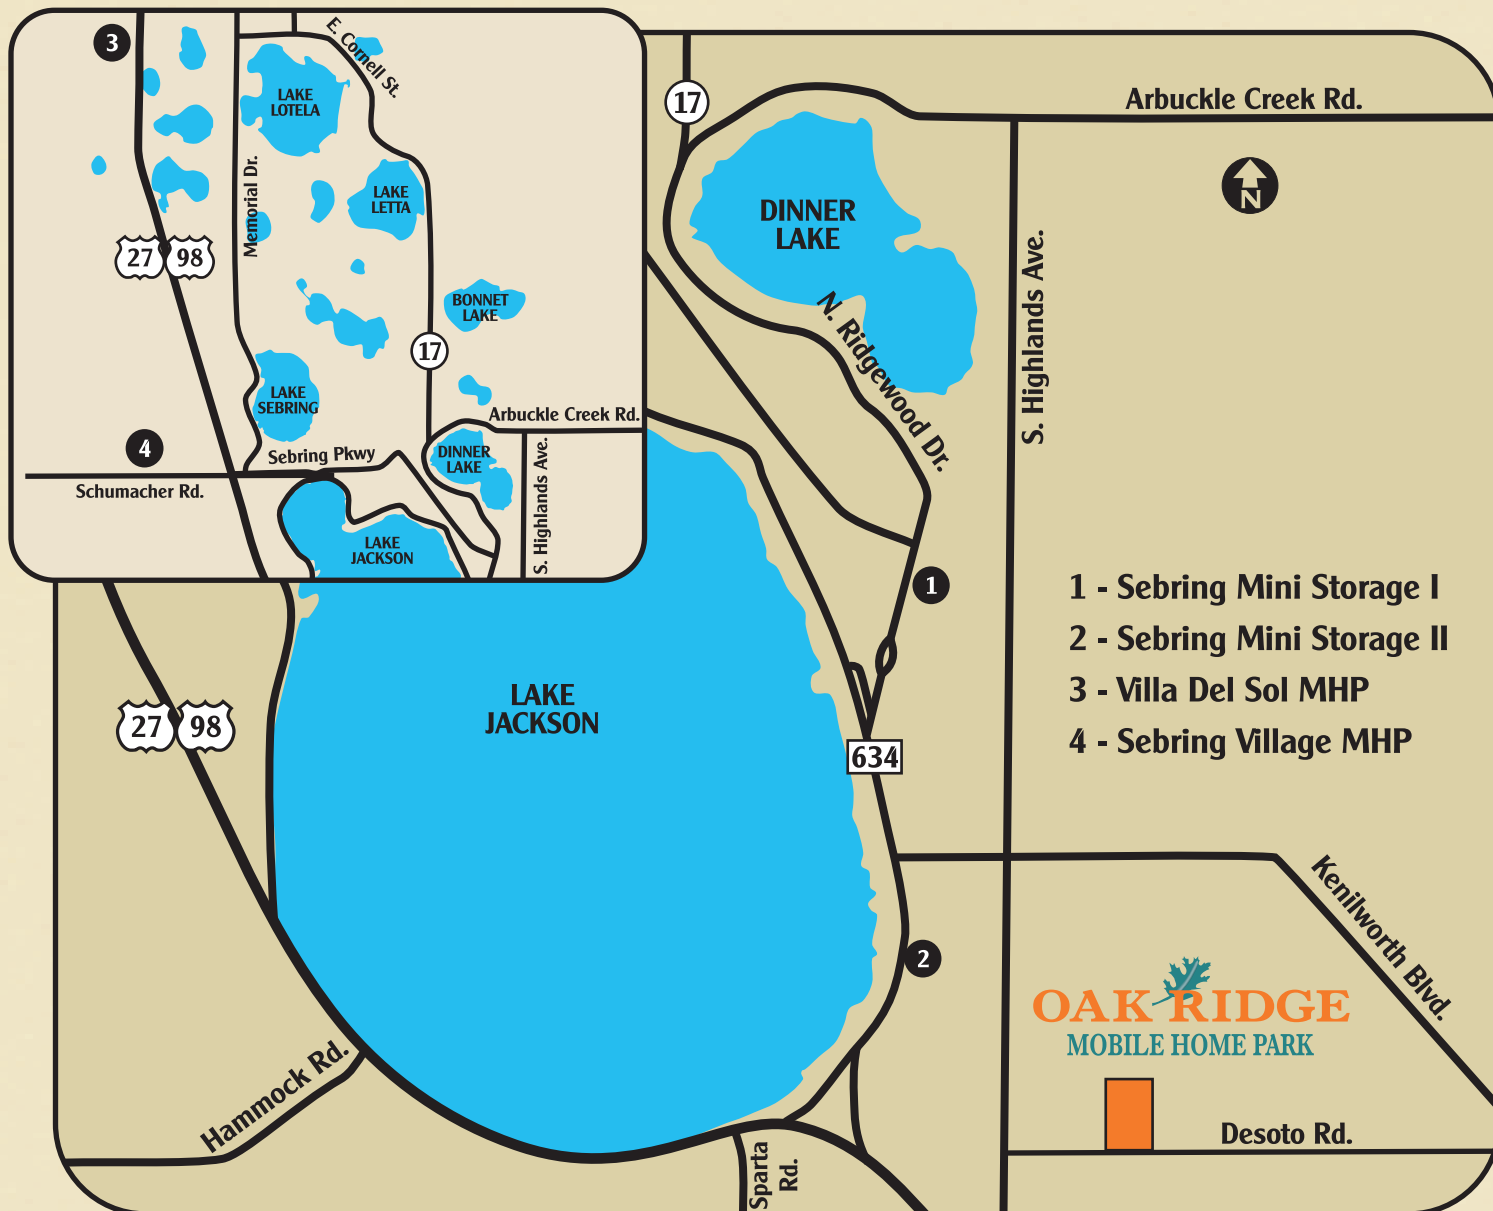 3
E. Cornell St.
LAKE
LOTELA
Memorial Dr.
LAKE
LETTA
27
98
BONNET
LAKE
17
LAKE
SEBRING
Arbuckle Creek Rd.
4
Sebring Pkwy
DINNER
LAKE
Schumacher Rd.
S. Highlands Ave.
LAKE
JACKSON
17
Arbuckle Creek Rd.
N
DINNER
LAKE
S. Highlands Ave.
N. Ridgewood Dr.
1
1 - Sebring Mini Storage I
2 - Sebring Mini Storage II
3 - Villa Del Sol MHP
4 - Sebring Village MHP
LAKE
JACKSON
27
98
634
Kenilworth Blvd.
2
OAK RIDGE
MOBILE HOME PARK
Hammock Rd.
Desoto Rd.
Sparta
Rd.